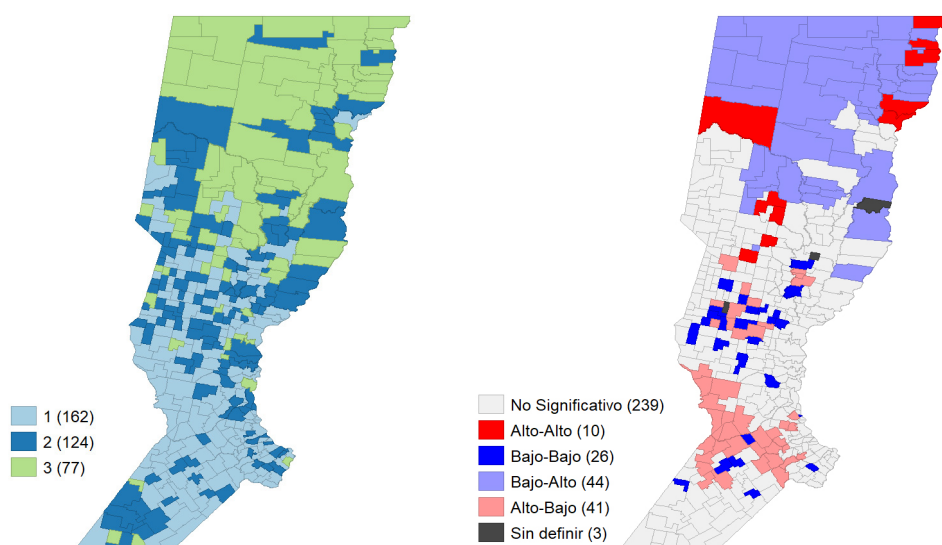 1 (162)
2 (124)
3 (77)
No Significativo (239)
Alto-Alto (10)
Bajo-Bajo (26)
Bajo-Alto (44)
Alto-Bajo (41)
Sin definir (3)